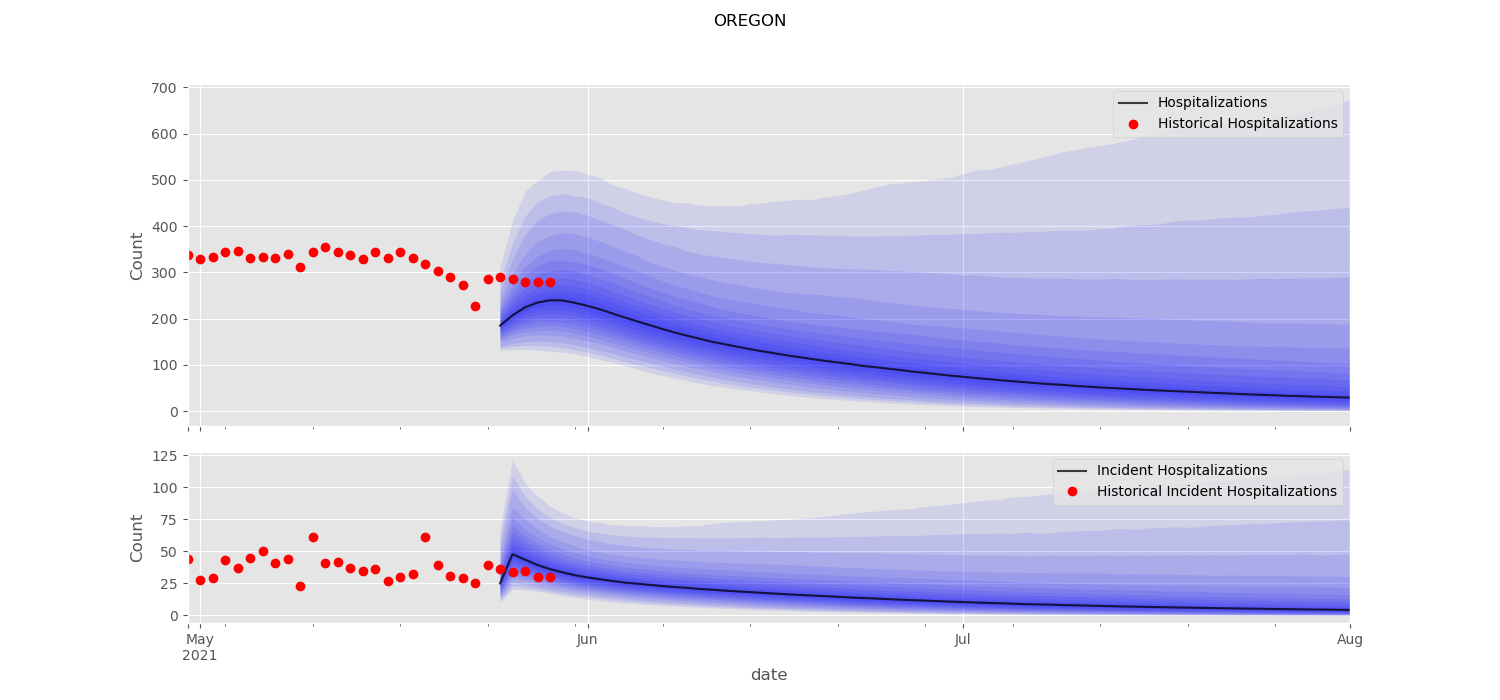 OREGON
700
600
500
400
300
200
100
0
Count
Hospitalizations
Historical Hospitalizations
125
100
75
50
25
0
Count
Incident Hospitalizations
Historical Incident Hospitalizations
May
2021
Jun
Jul
Aug
date